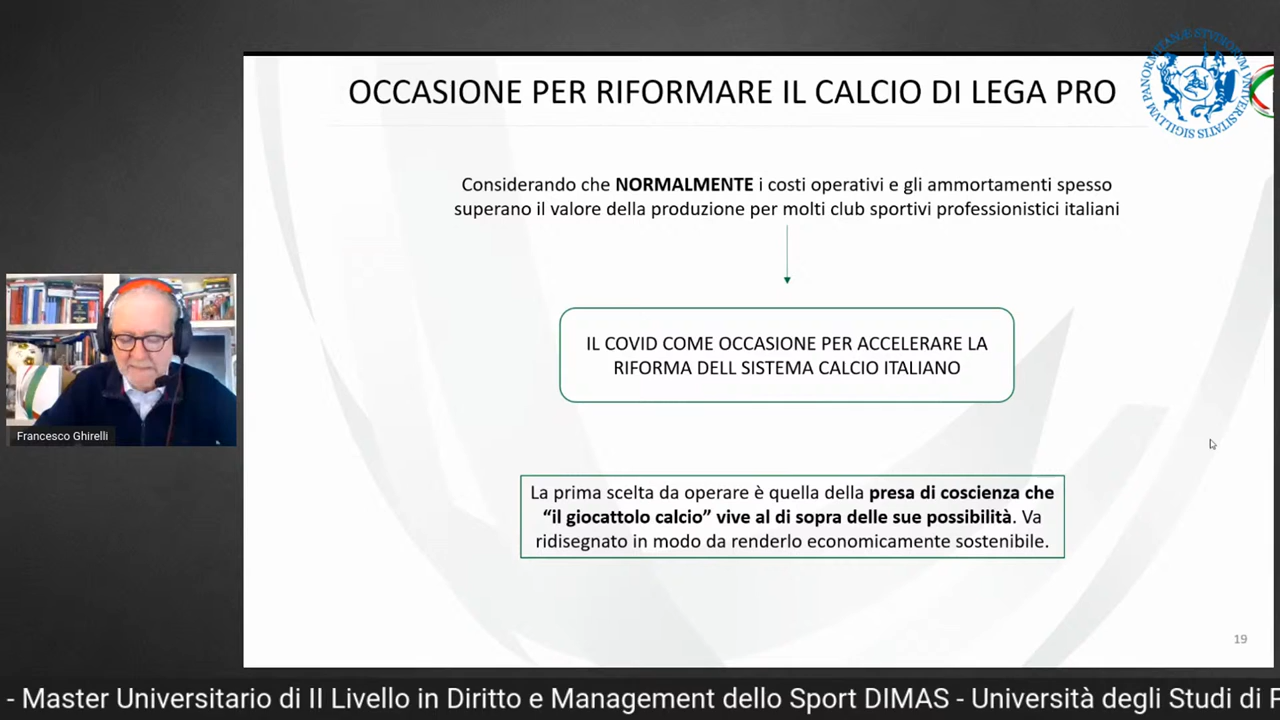 OCCASIONE PER RIFORMARE IL CALCIO DI LEGA PRO
Considerando che NORMALMENTE i costi operativi e gli ammortamenti spesso
superano il valore della produzione per molti club sportivi professionistici italiani
IL COVID COME OCCASIONE PER ACCELERARE LA
RIFORMA DELL SISTEMA CALCIO ITALIANO
La prima scelta da operare è quella della presa di coscienza che
“il giocattolo calcio” vive al di sopra delle sue possibilità. Va
ridisegnato in modo da renderlo economicamente sostenibile.
Francesco Ghirelli
19
- Master Universitario di II Livello in Diritto e Management dello Sport DIMAS - Università degli Studi di